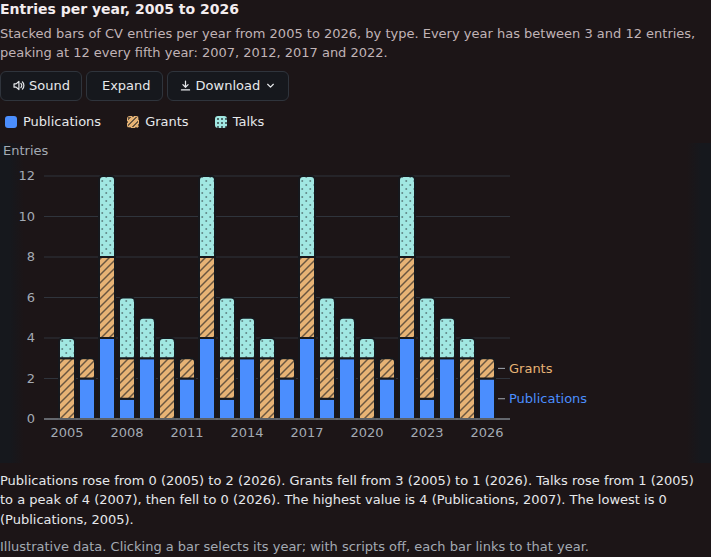 Entries per year, 2005 to 2026
Stacked bars of CV entries per year from 2005 to 2026, by type. Every year has between 3 and 12 entries,
peaking at 12 every fifth year: 2007, 2012, 2017 and 2022.
Sound Expand Download
Publications Grants Talks
Entries
12
10
8
6
4
2
0
Grants
Publications
2005 2008 2011 2014 2017 2020 2023 2026
Publications rose from 0 (2005) to 2 (2026). Grants fell from 3 (2005) to 1 (2026). Talks rose from 1 (2005)
to a peak of 4 (2007), then fell to 0 (2026). The highest value is 4 (Publications, 2007). The lowest is 0
(Publications, 2005).
Illustrative data. Clicking a bar selects its year; with scripts off, each bar links to that year.